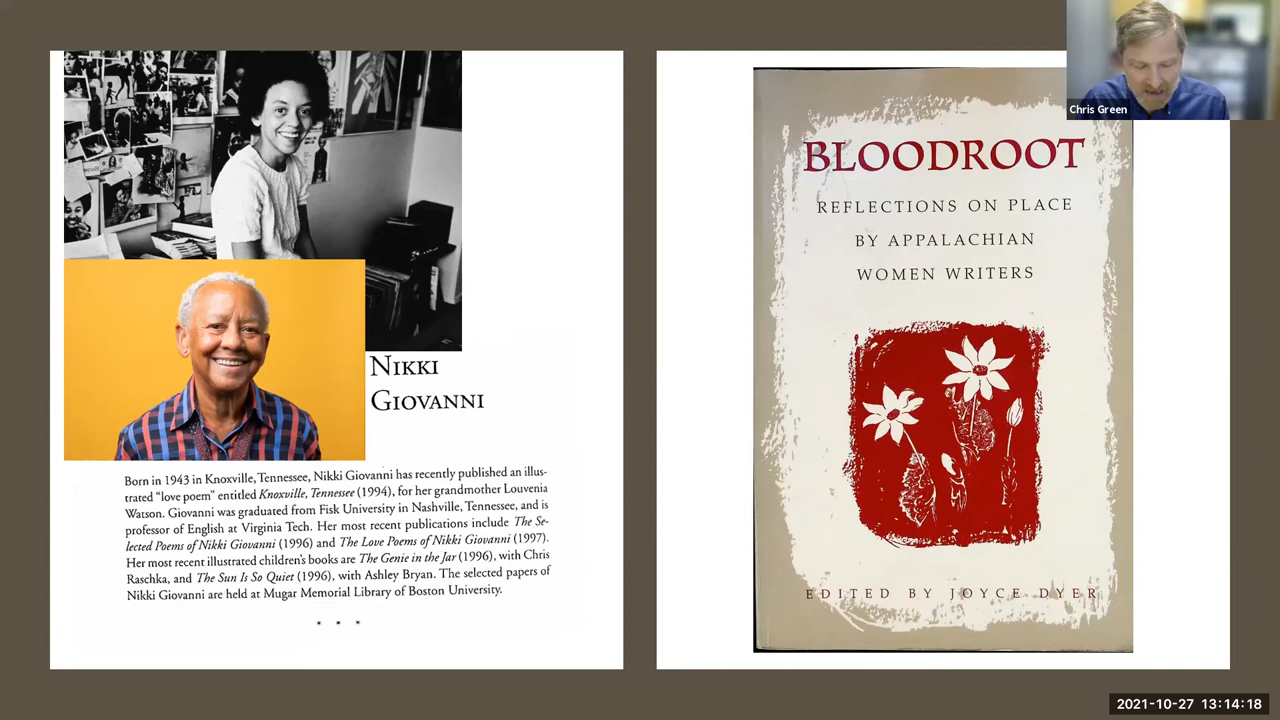 NIKKI
GIOVANNI
Born in 1943 in Knoxville, Tennessee, Nikki Giovanni has recently published an illus-
trated “love poem” entitled Knoxville, Tennessee (1994), for her grandmother Louvenia
Watson. Giovanni was graduated from Fisk University in Nashville, Tennessee, and is
professor of English at Virginia Tech. Her most recent publications include The Se-
lected Poems of Nikki Giovanni (1996) and The Love Poems of Nikki Giovanni (1997).
Her most recent illustrated children's books are The Genie in the Jar (1996), with Chris
Raschka, and The Sun Is So Quiet (1996), with Ashley Bryan. The selected papers of
Nikki Giovanni are held at Mugar Memorial Library of Boston University.
* * *
BLOODROOT
REFLECTIONS ON PLACE
BY APPALACHIAN
WOMEN WRITERS
EDITED BY JOYCE DYER
Chris Green
2021-10-27 13:14:18